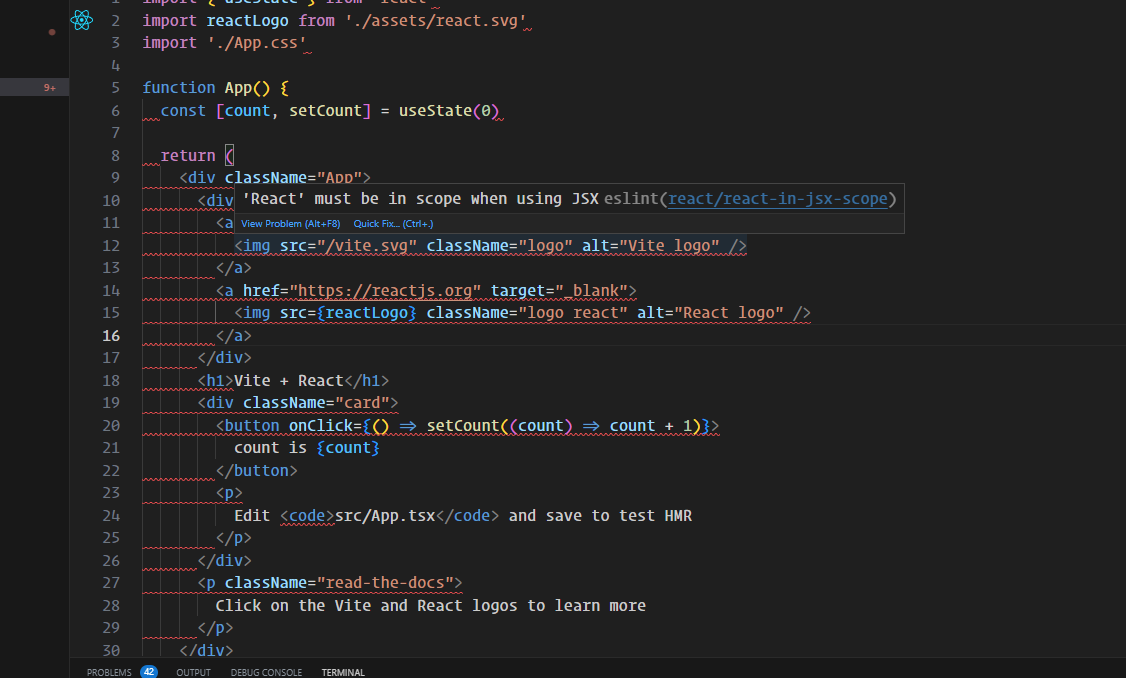 1 import { useState } from 'react'
2 import reactLogo from './assets/react.svg'
3 import './App.css'
4
9+ 5 function App() {
6 const [count, setCount] = useState(0)
7
8 return (
9 <div className="App">
10 <div
'React' must be in scope when using JSX eslint(react/react-in-jsx-scope)
11 <a
View Problem (Alt+F8) Quick Fix... (Ctrl+.)
12 <img src="/vite.svg" className="logo" alt="Vite logo" />
13 </a>
14 <a href="https://reactjs.org" target="_blank">
15 <img src={reactLogo} className="logo react" alt="React logo" />
16 </a>
17 </div>
18 <h1>Vite + React</h1>
19 <div className="card">
20 <button onClick={() => setCount((count) => count + 1)}>
21 count is {count}
22 </button>
23 <p>
24 Edit <code>src/App.tsx</code> and save to test HMR
25 </p>
26 </div>
27 <p className="read-the-docs">
28 Click on the Vite and React logos to learn more
29 </p>
30 </div>
PROBLEMS 42 OUTPUT DEBUG CONSOLE TERMINAL